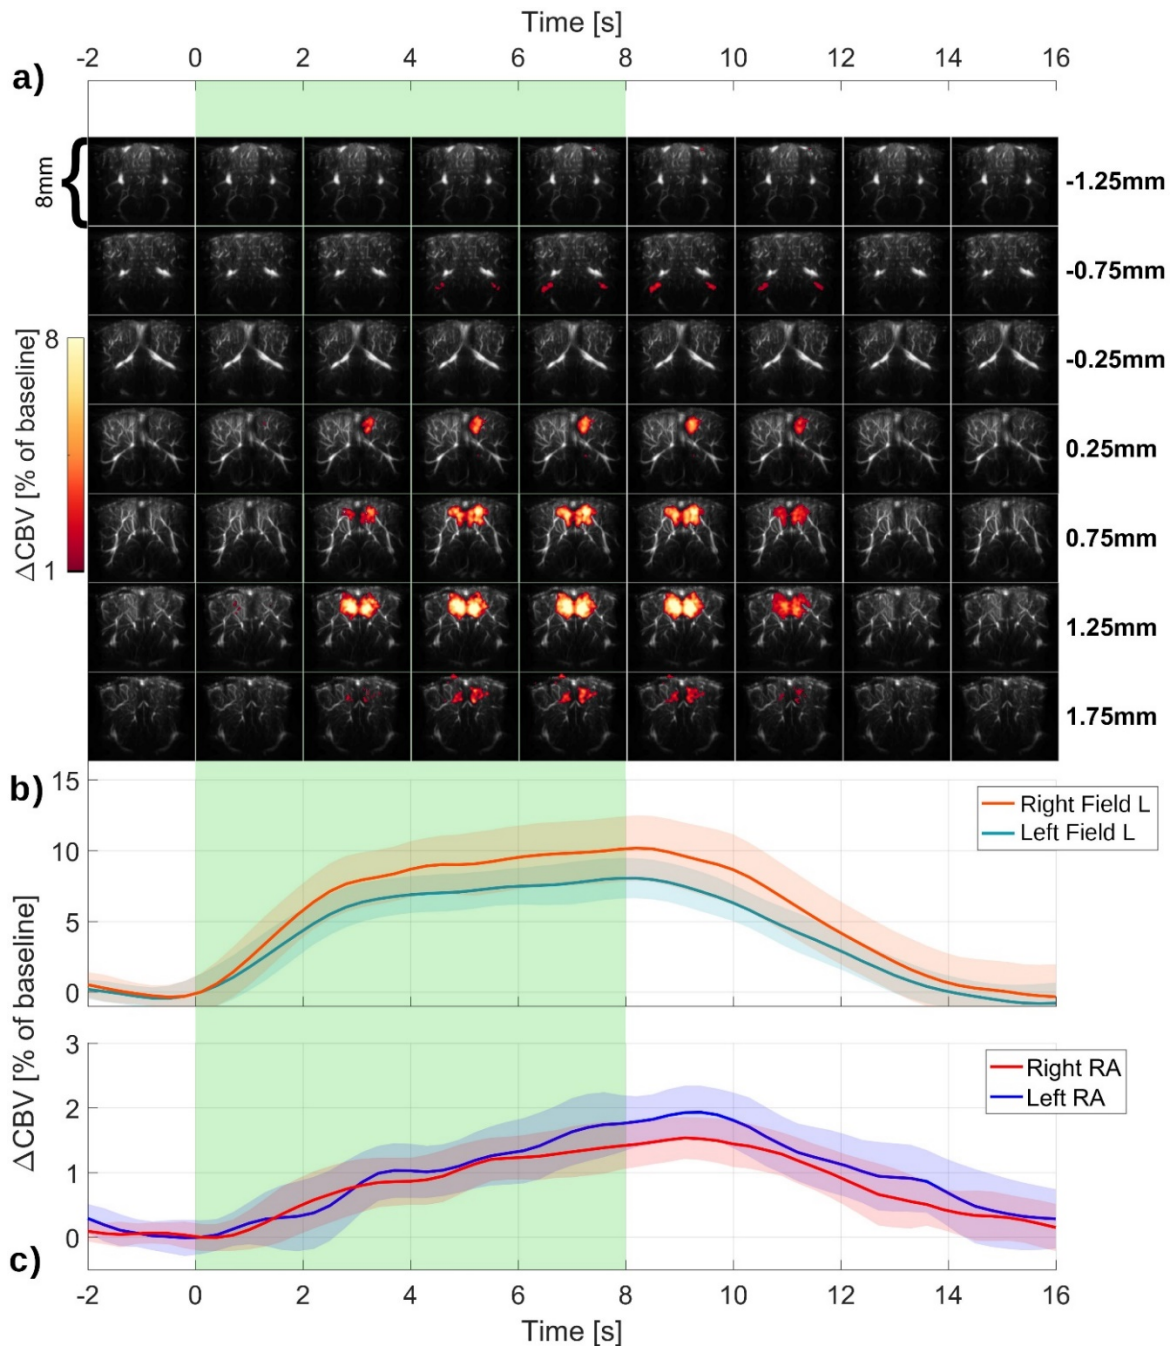 Time [s]
-2 0 2 4 6 8 10 12 14 16
a)
8mm
{
-1.25mm
-0.75mm
-0.25mm
0.25mm
0.75mm
1.25mm
1.75mm
ΔCBV [% of baseline]
8
1
b)
15
10
5
0
Right Field L
Left Field L
ΔCBV [% of baseline]
3
2
1
0
Right RA
Left RA
c)
-2 0 2 4 6 8 10 12 14 16
Time [s]